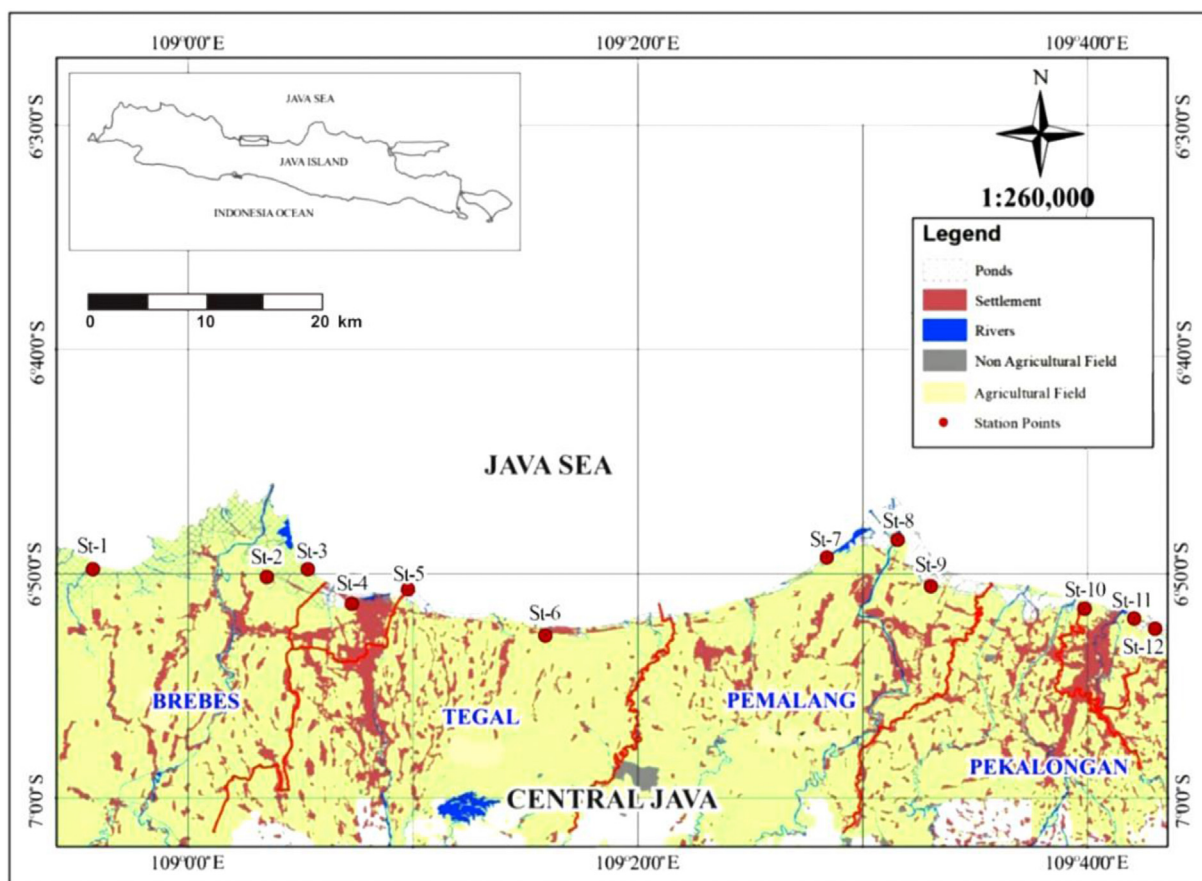 109°0'0"E
109°20'0"E
109°40'0"E
JAVA SEA
JAVA ISLAND
INDONESIA OCEAN
N
1:260,000
6°30'0"S
6°30'0"S
0 10 20 km
Legend
Ponds
Settlement
Rivers
Non Agricultural Field
Agricultural Field
Station Points
6°40'0"S
6°40'0"S
JAVA SEA
St-1
St-2
St-3
St-4
St-5
St-6
St-7
St-8
St-9
St-10
St-11
St-12
6°50'0"S
6°50'0"S
BREBES
TEGAL
PEMALANG
PEKALONGAN
CENTRAL JAVA
7°0'0"S
7°0'0"S
109°0'0"E
109°20'0"E
109°40'0"E